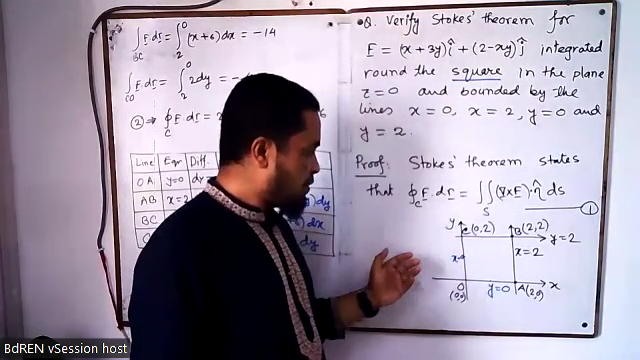 ∫_BC F.dr = ∫_2^0 (x+6)dx = -14
∫_CO F.dr = ∫_2^0 2dy =
② ⇒ ∮_C F.dr =
Line Eqn Diff.
OA y=0
AB x=2 dy
BC dx
dy
Q. Verify Stokes' theorem for
F = (x+3y)î + (2-xy)ĵ integrated
round the square in the plane
z=0 and bounded by the
lines x=0, x=2, y=0 and
y=2.
Proof: Stokes' theorem states
that ∮_C F.dr = ∬_S (∇×F).n̂ ds ①
y C(0,2) B(2,2) y=2
x=2
O (0,0) y=0 A(2,0) x
BdREN vSession host